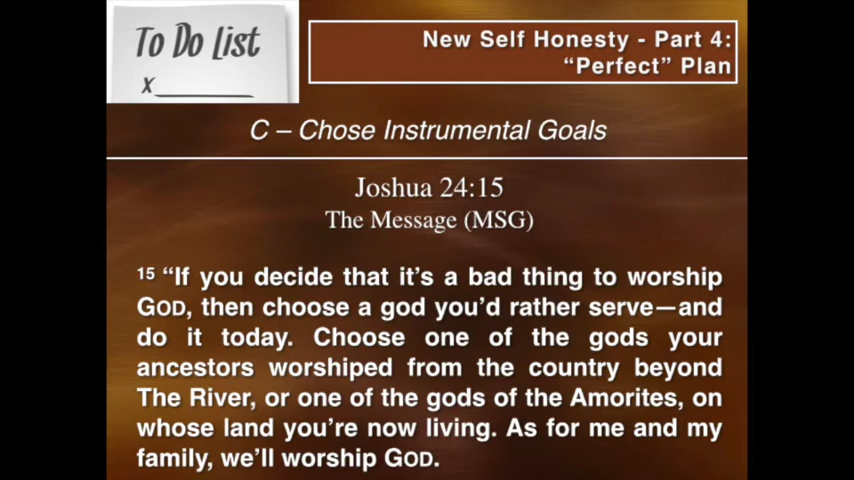 To Do List
x
New Self Honesty - Part 4:
“Perfect” Plan
C – Chose Instrumental Goals
Joshua 24:15
The Message (MSG)
15 “If you decide that it’s a bad thing to worship
GOD, then choose a god you’d rather serve—and
do it today. Choose one of the gods your
ancestors worshiped from the country beyond
The River, or one of the gods of the Amorites, on
whose land you’re now living. As for me and my
family, we’ll worship GOD.